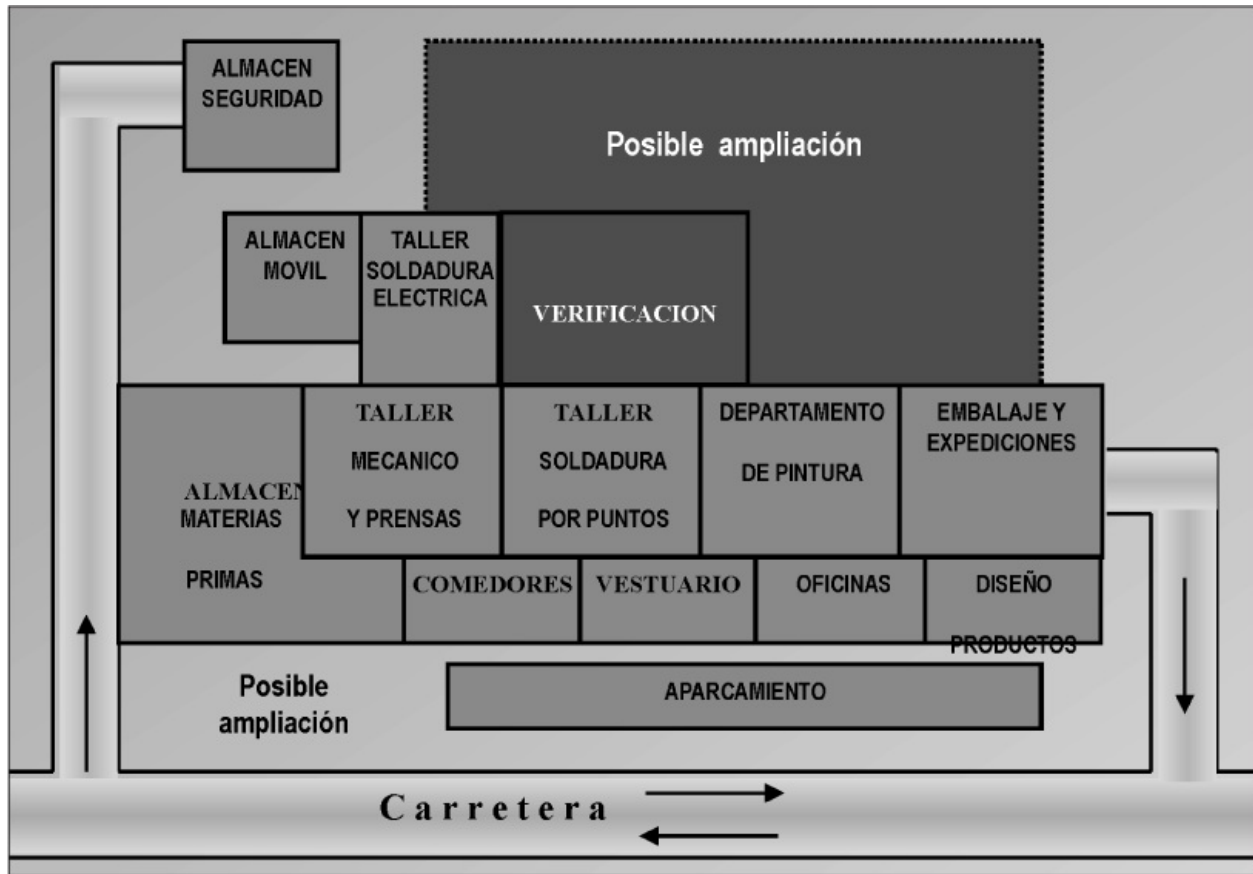 ALMACEN
SEGURIDAD
Posible ampliación
ALMACEN
MOVIL
TALLER
SOLDADURA
ELECTRICA
VERIFICACION
ALMACEN
MATERIAS
PRIMAS
TALLER
MECANICO
Y PRENSAS
TALLER
SOLDADURA
POR PUNTOS
DEPARTAMENTO
DE PINTURA
EMBALAJE Y
EXPEDICIONES
COMEDORES
VESTUARIO
OFICINAS
DISEÑO
PRODUCTOS
Posible
ampliación
APARCAMIENTO
Carretera